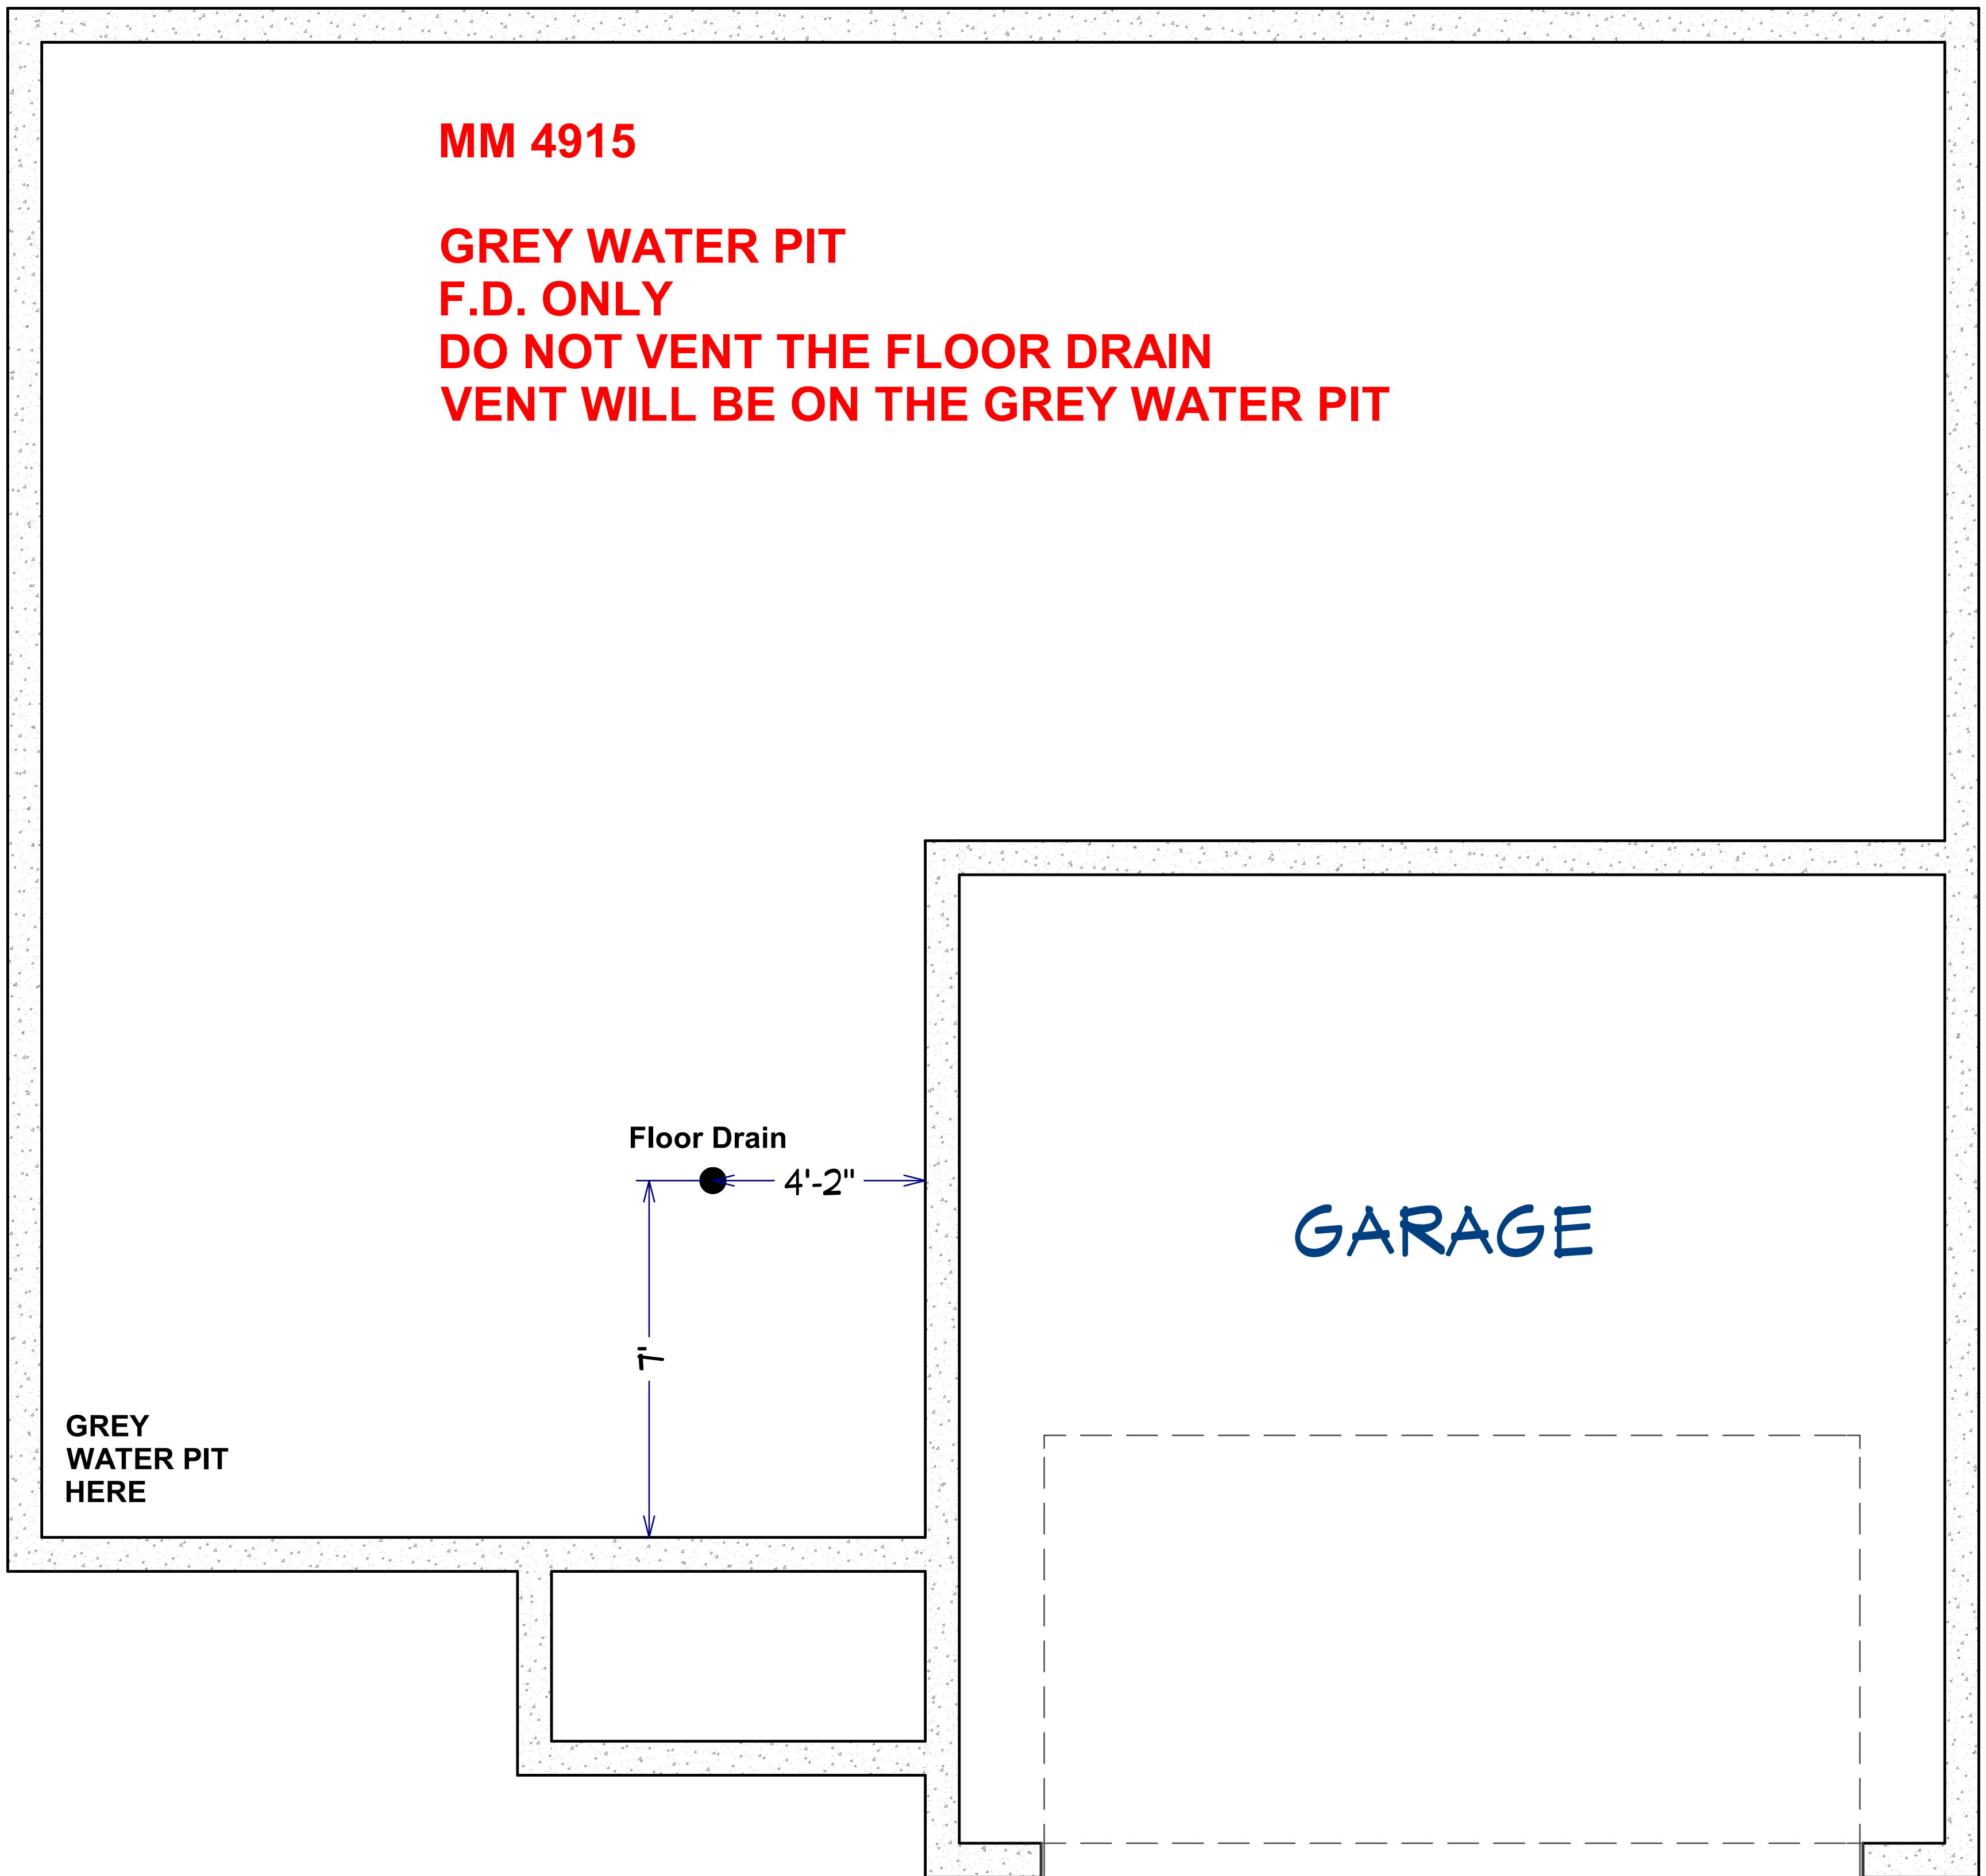 MM 4915
GREY WATER PIT
F.D. ONLY
DO NOT VENT THE FLOOR DRAIN
VENT WILL BE ON THE GREY WATER PIT
Floor Drain
4'-2"
GARAGE
7'
GREY
WATER PIT
HERE